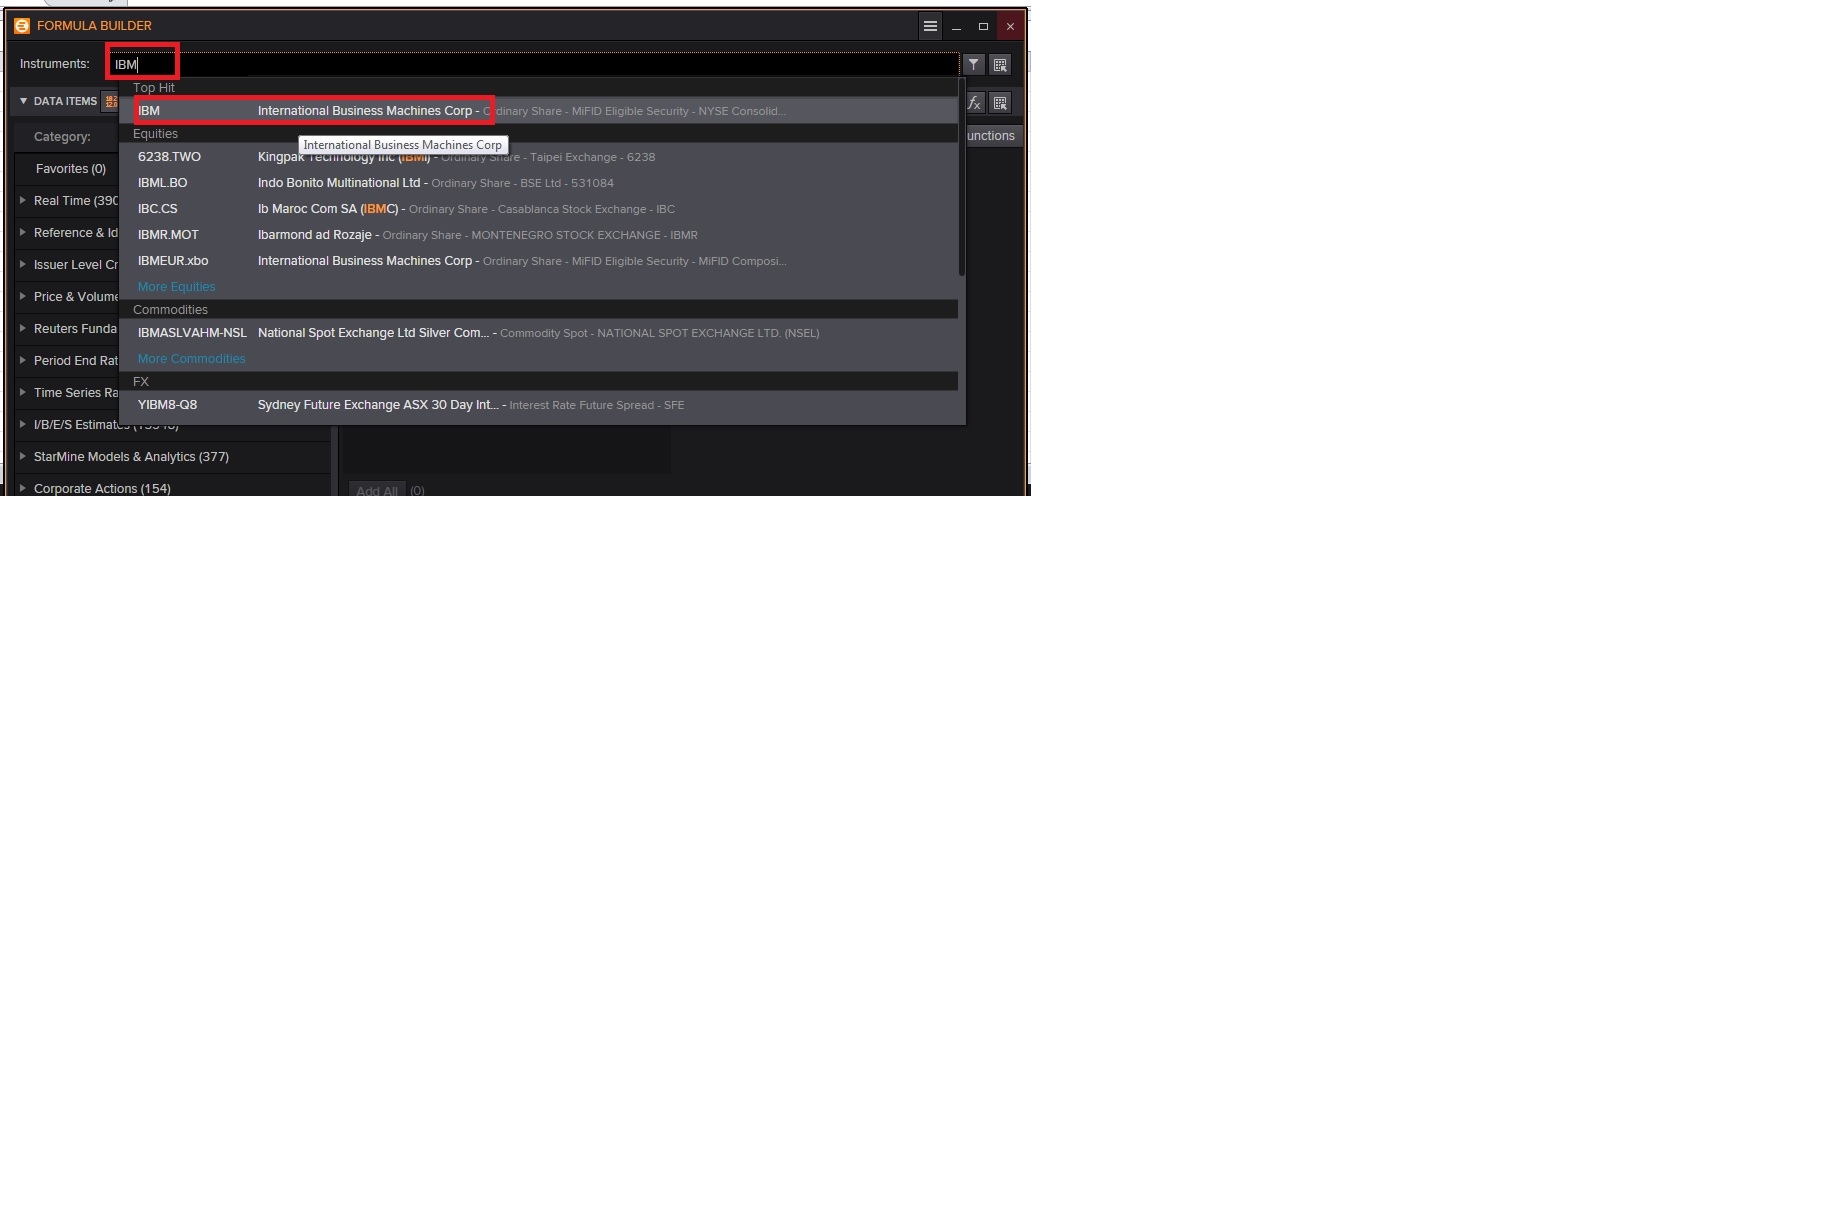 FORMULA BUILDER
Instruments: IBM
Top Hit
DATA ITEMS
IBM International Business Machines Corp - Ordinary Share - MiFID Eligible Security - NYSE Consolid...
Category:
Equities
unctions
International Business Machines Corp
6238.TWO Kingpak Technology Inc (IBMI) - Ordinary Share - Taipei Exchange - 6238
Favorites (0)
IBML.BO Indo Bonito Multinational Ltd - Ordinary Share - BSE Ltd - 531084
Real Time (390
IBC.CS Ib Maroc Com SA (IBMC) - Ordinary Share - Casablanca Stock Exchange - IBC
Reference & Id
IBMR.MOT Ibarmond ad Rozaje - Ordinary Share - MONTENEGRO STOCK EXCHANGE - IBMR
Issuer Level Cr
IBMEUR.xbo International Business Machines Corp - Ordinary Share - MiFID Eligible Security - MiFID Composi...
More Equities
Price & Volume
Commodities
Reuters Funda
IBMASLVAHM-NSL National Spot Exchange Ltd Silver Com... - Commodity Spot - NATIONAL SPOT EXCHANGE LTD. (NSEL)
Period End Rat
More Commodities
FX
Time Series Ra
YIBM8-Q8 Sydney Future Exchange ASX 30 Day Int... - Interest Rate Future Spread - SFE
I/B/E/S Estimates
StarMine Models & Analytics (377)
Corporate Actions (154)
Add All (0)